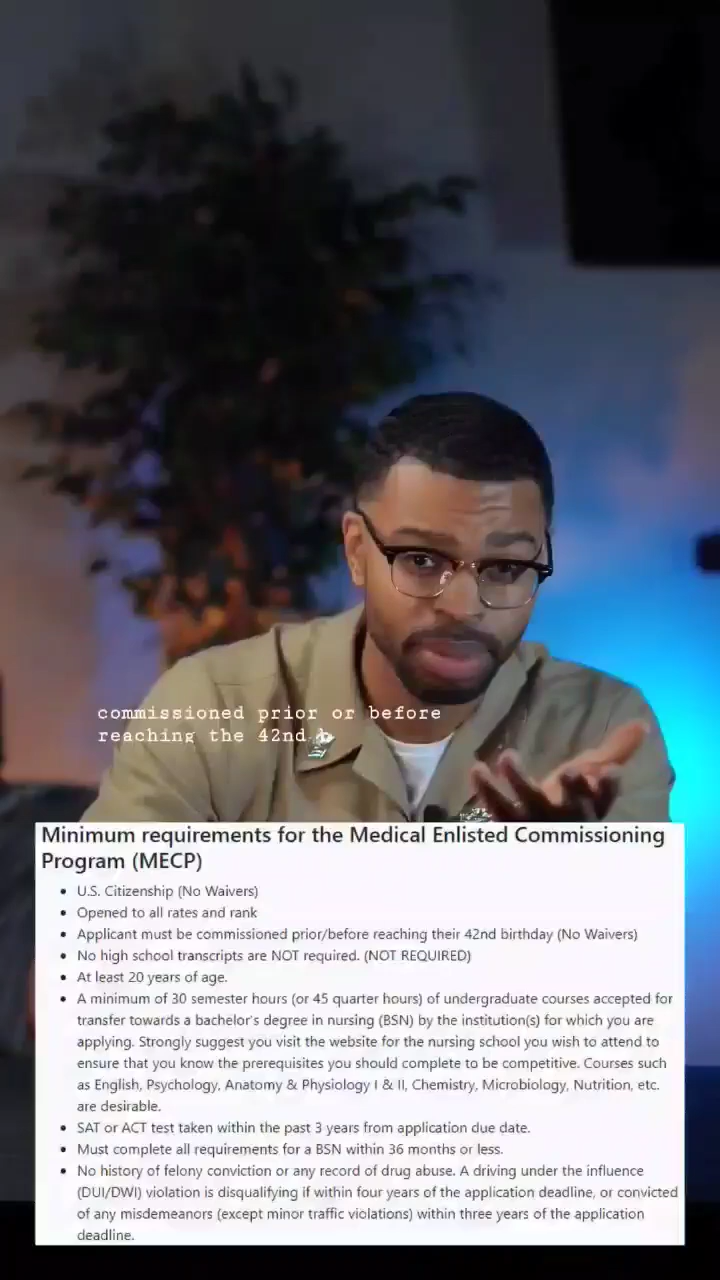 commissioned prior or before
reaching the 42nd b
Minimum requirements for the Medical Enlisted Commissioning
Program (MECP)
• U.S. Citizenship (No Waivers)
• Opened to all rates and rank
• Applicant must be commissioned prior/before reaching their 42nd birthday (No Waivers)
• No high school transcripts are NOT required. (NOT REQUIRED)
• At least 20 years of age.
• A minimum of 30 semester hours (or 45 quarter hours) of undergraduate courses accepted for
transfer towards a bachelor's degree in nursing (BSN) by the institution(s) for which you are
applying. Strongly suggest you visit the website for the nursing school you wish to attend to
ensure that you know the prerequisites you should complete to be competitive. Courses such
as English, Psychology, Anatomy & Physiology I & II, Chemistry, Microbiology, Nutrition, etc.
are desirable.
• SAT or ACT test taken within the past 3 years from application due date.
• Must complete all requirements for a BSN within 36 months or less.
• No history of felony conviction or any record of drug abuse. A driving under the influence
(DUI/DWI) violation is disqualifying if within four years of the application deadline, or convicted
of any misdemeanors (except minor traffic violations) within three years of the application
deadline.